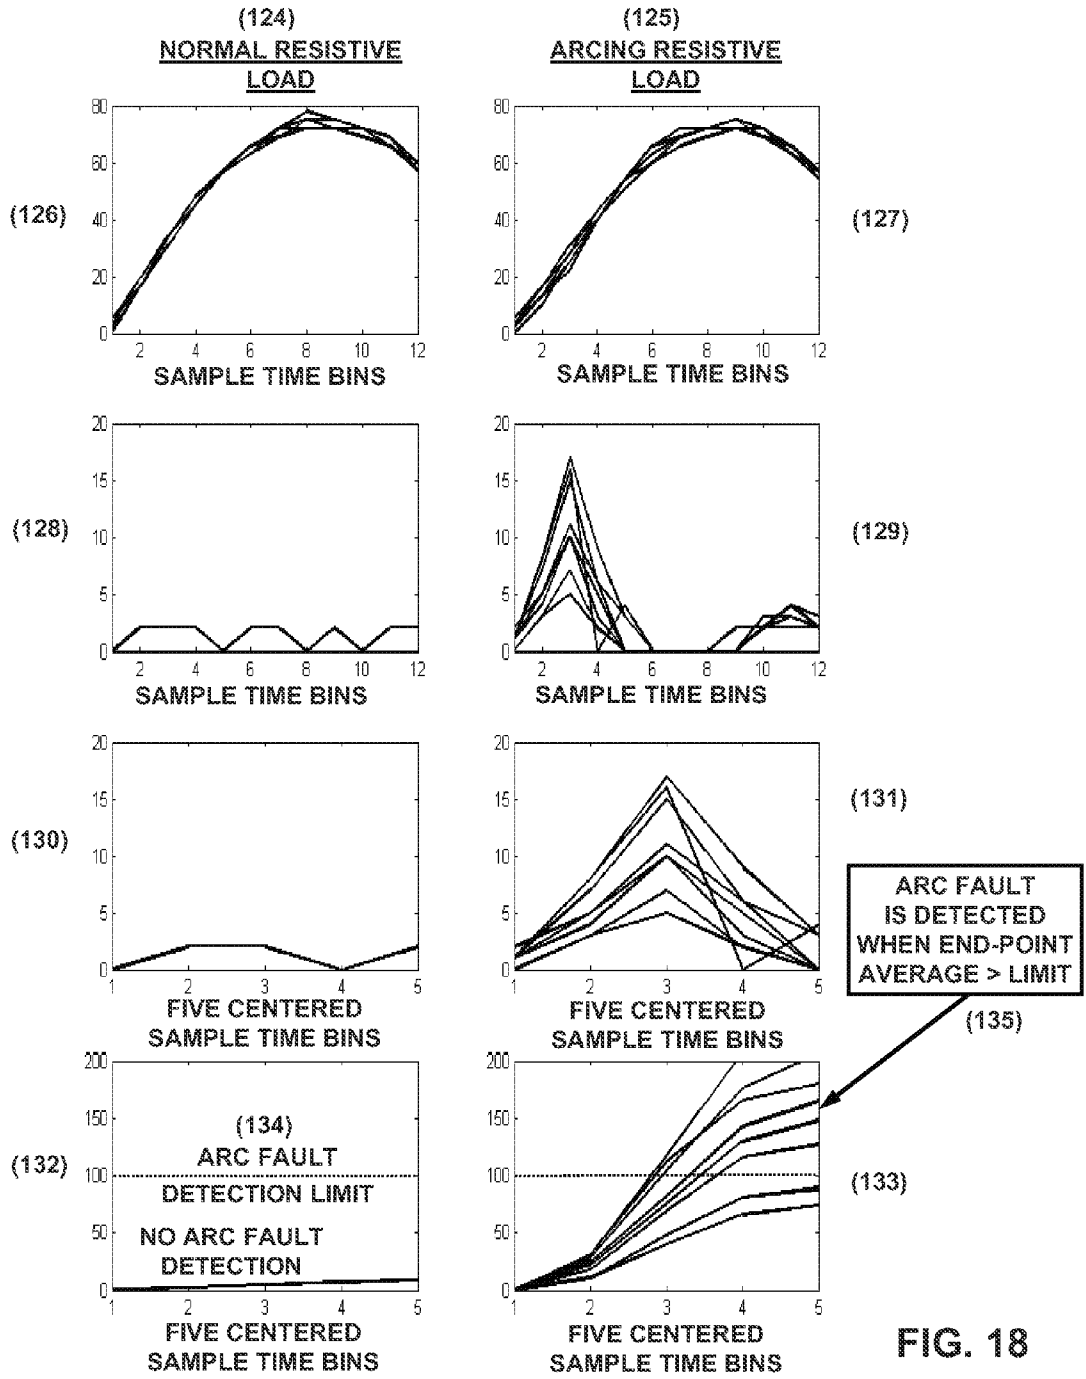 (124)
NORMAL RESISTIVE
LOAD
(125)
ARCING RESISTIVE
LOAD
(126)
80
60
40
20
0
2 4 6 8 10 12
SAMPLE TIME BINS
80
60
40
20
0
2 4 6 8 10 12
SAMPLE TIME BINS
(127)
(128)
20
15
10
5
0
2 4 6 8 10 12
SAMPLE TIME BINS
20
15
10
5
0
2 4 6 8 10 12
SAMPLE TIME BINS
(129)
(130)
20
15
10
5
0
1 2 3 4 5
FIVE CENTERED
SAMPLE TIME BINS
20
15
10
5
0
1 2 3 4 5
FIVE CENTERED
SAMPLE TIME BINS
(131)
ARC FAULT
IS DETECTED
WHEN END-POINT
AVERAGE > LIMIT
(135)
(132)
200
150
100
50
0
(134)
ARC FAULT
DETECTION LIMIT
NO ARC FAULT
DETECTION
1 2 3 4 5
FIVE CENTERED
SAMPLE TIME BINS
200
150
100
50
0
1 2 3 4 5
FIVE CENTERED
SAMPLE TIME BINS
(133)
FIG. 18